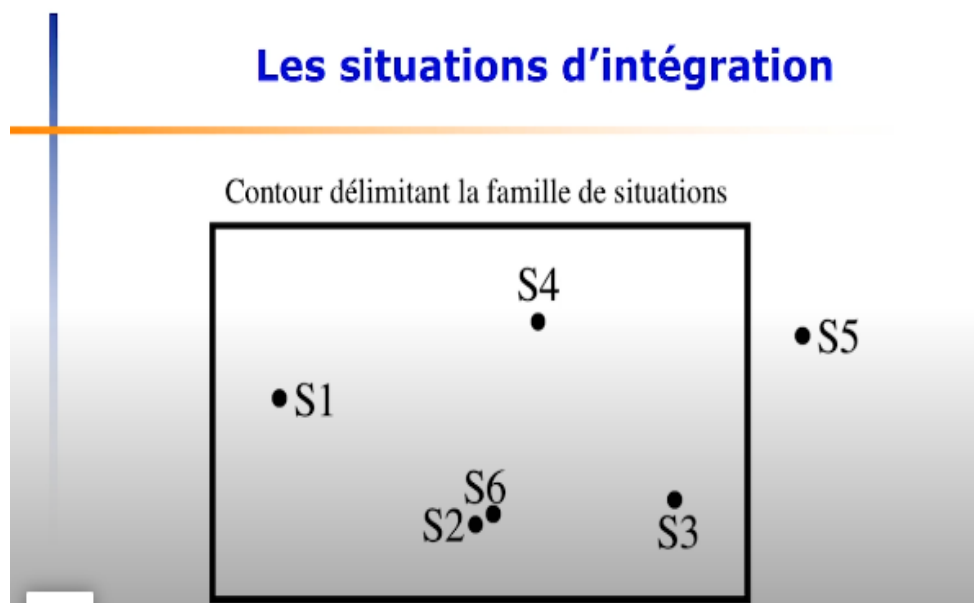 Les situations d'intégration
Contour délimitant la famille de situations
S4
S5
S1
S6
S2
S3